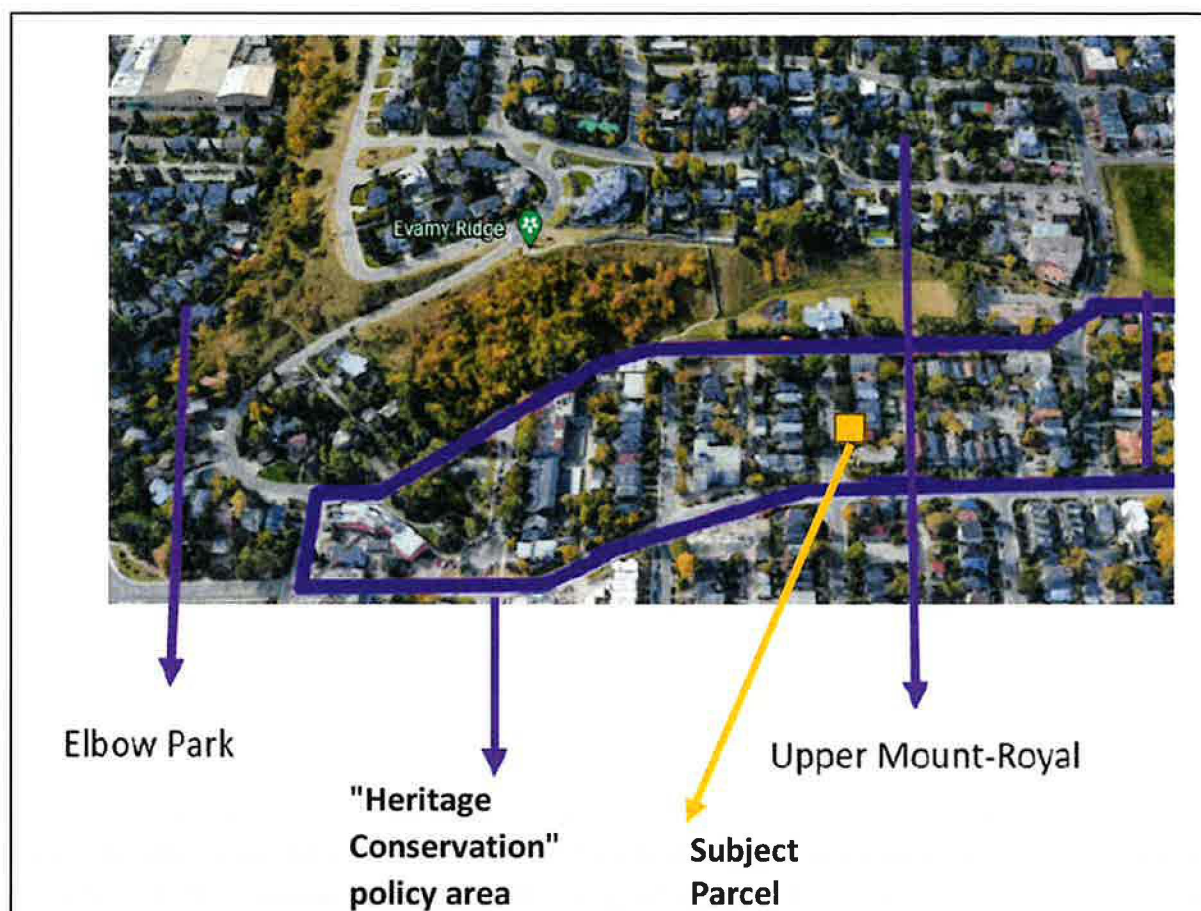 Evamy Ridge
Elbow Park
Upper Mount-Royal
"Heritage
Conservation"
policy area
Subject
Parcel